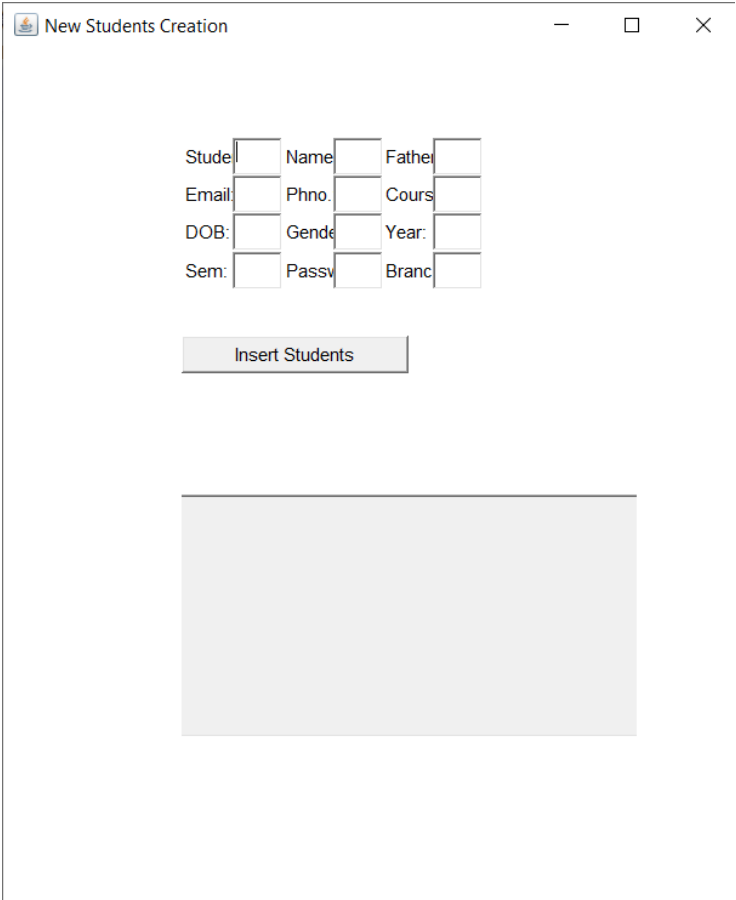 New Students Creation
Stude Name Father
Email: Phno. Cours
DOB: Gende Year:
Sem: Passw Branc
Insert Students